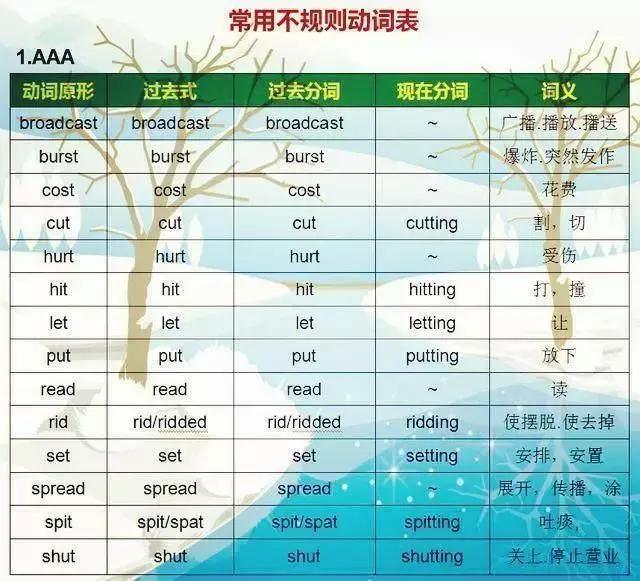 常用不规则动词表
1.AAA
动词原形 过去式 过去分词 现在分词 词义
broadcast broadcast broadcast ~ 广播.播放.播送
burst burst burst ~ 爆炸.突然发作
cost cost cost ~ 花费
cut cut cut cutting 割，切
hurt hurt hurt ~ 受伤
hit hit hit hitting 打，撞
let let let letting 让
put put put putting 放下
read read read ~ 读
rid rid/ridded rid/ridded ridding 使摆脱.使去掉
set set set setting 安排，安置
spread spread spread ~ 展开，传播，涂
spit spit/spat spit/spat spitting 吐痰,
shut shut shut shutting 关上.停止营业